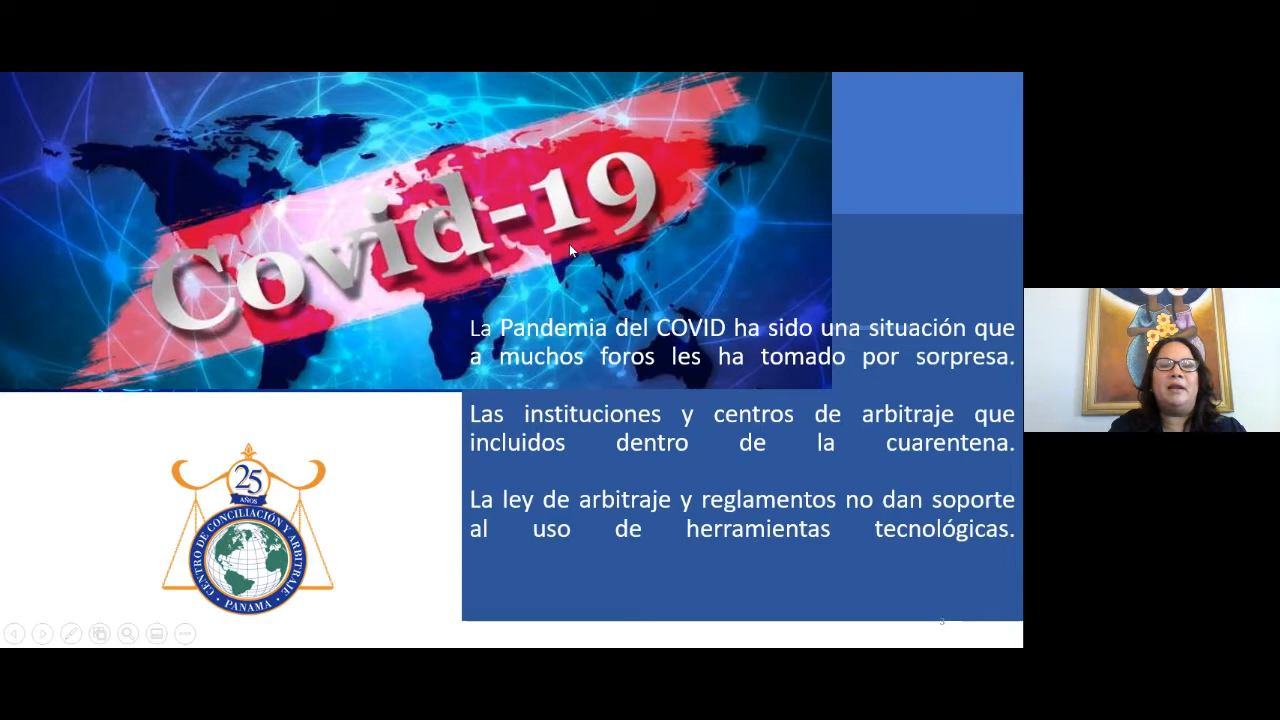 Covid-19
La Pandemia del COVID ha sido una situación que
a muchos foros les ha tomado por sorpresa.
Las instituciones y centros de arbitraje que
incluidos dentro de la cuarentena.
La ley de arbitraje y reglamentos no dan soporte
al uso de herramientas tecnológicas.
25
AÑOS
CENTRO DE CONCILIACIÓN Y ARBITRAJE
• PANAMA •
3